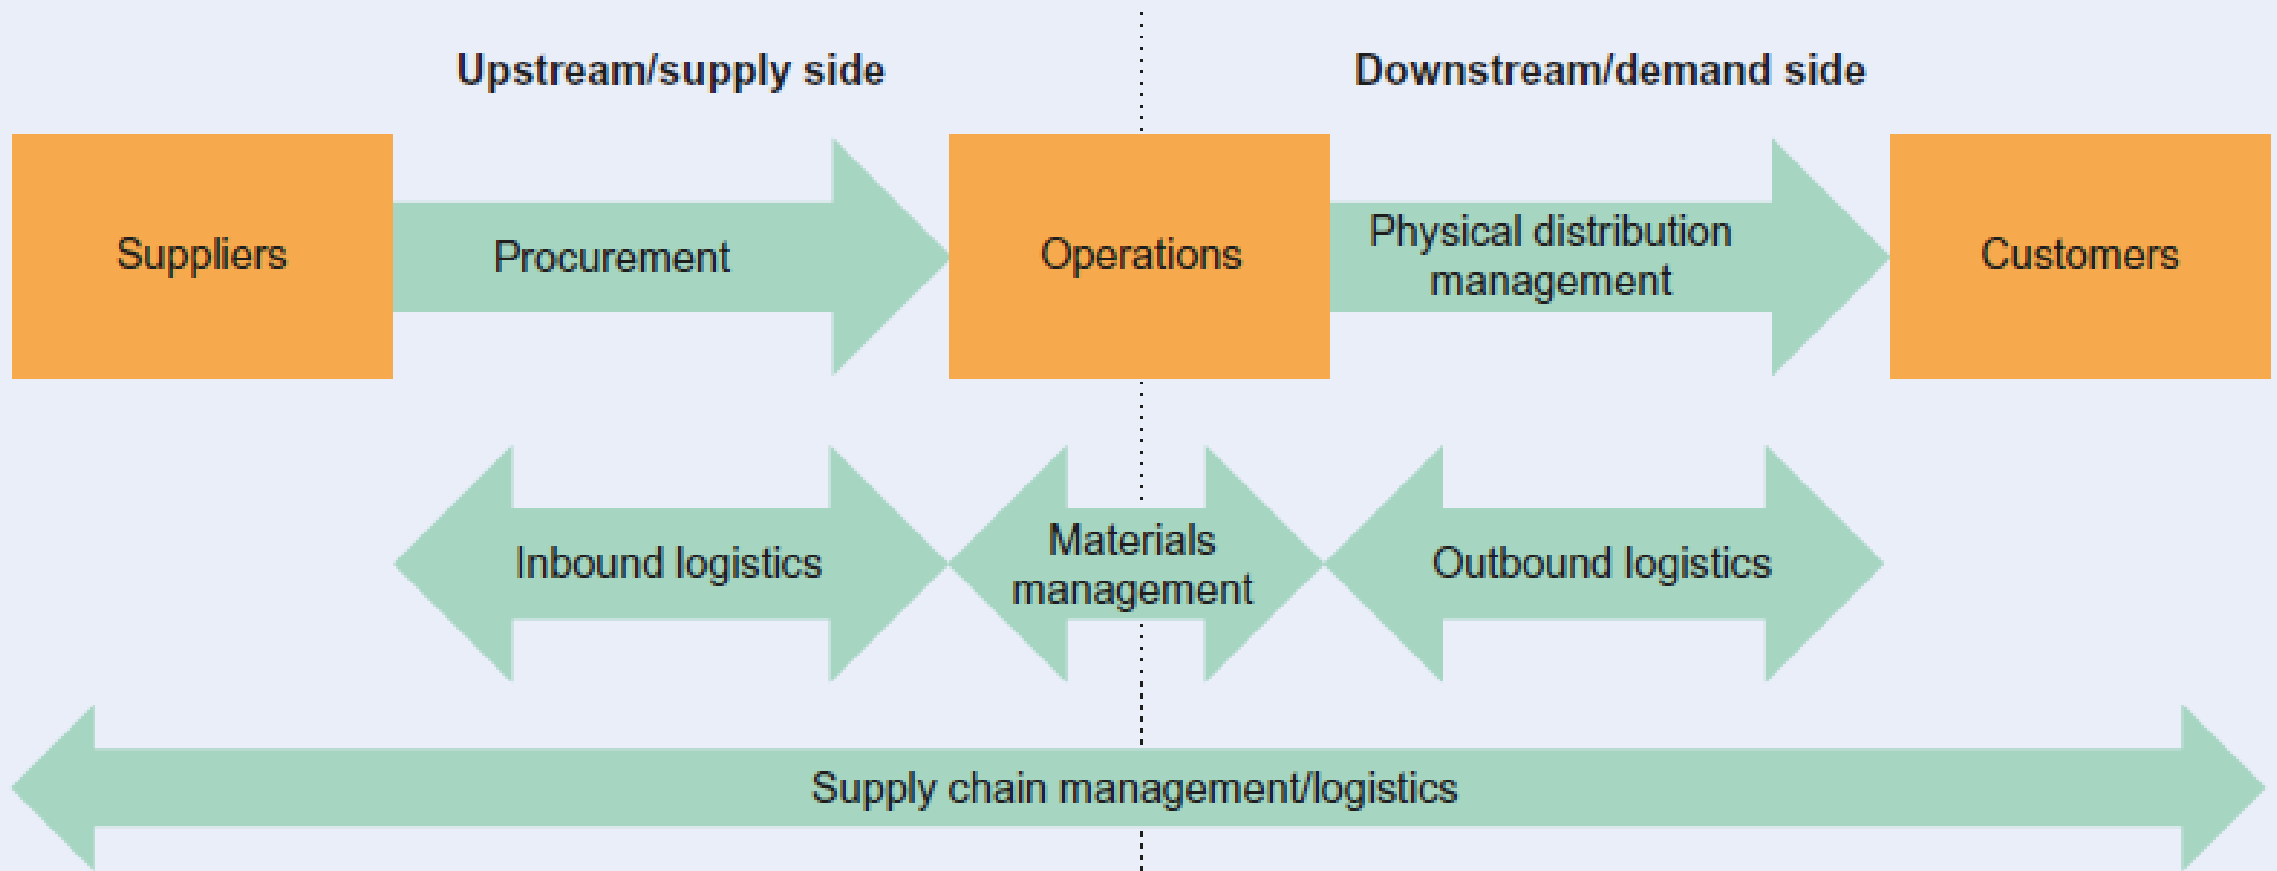 Upstream/supply side
Downstream/demand side
Suppliers
Procurement
Operations
Physical distribution
management
Customers
Inbound logistics
Materials
management
Outbound logistics
Supply chain management/logistics